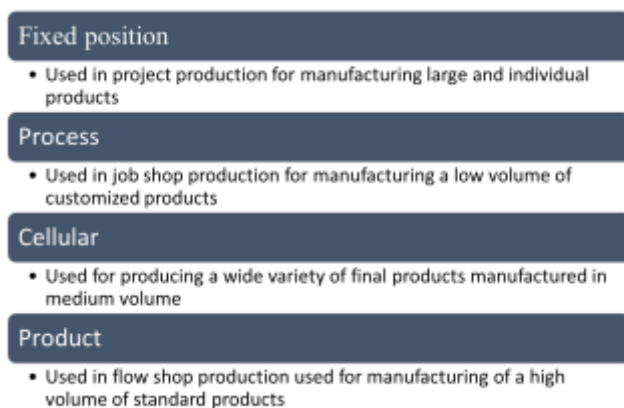 Fixed position
• Used in project production for manufacturing large and individual
products
Process
• Used in job shop production for manufacturing a low volume of
customized products
Cellular
• Used for producing a wide variety of final products manufactured in
medium volume
Product
• Used in flow shop production used for manufacturing of a high
volume of standard products